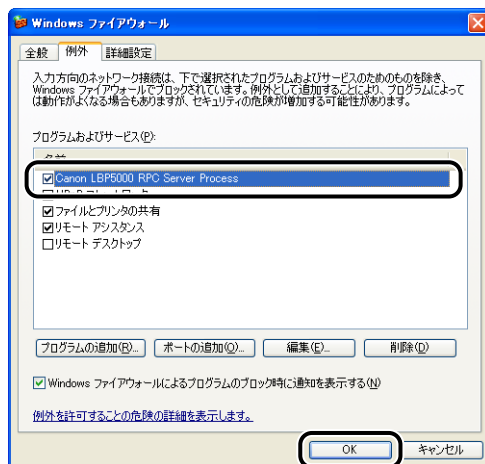 Windows ファイアウォール
全般 例外 詳細設定
入力方向のネットワーク接続は、下で選択されたプログラムおよびサービスのためのものを除き、
Windows ファイアウォールでブロックされています。例外として追加することにより、プログラムによって
は動作がよくなる場合もありますが、セキュリティの危険が増加する可能性があります。
プログラムおよびサービス(P):
Canon LBP5000 RPC Server Process
ファイルとプリンタの共有
リモート アシスタンス
リモート デスクトップ
プログラムの追加(R)... ポートの追加(O)... 編集(E)... 削除(D)
Windows ファイアウォールによるプログラムのブロック時に通知を表示する(N)
例外を許可することの危険の詳細を表示します。
OK キャンセル